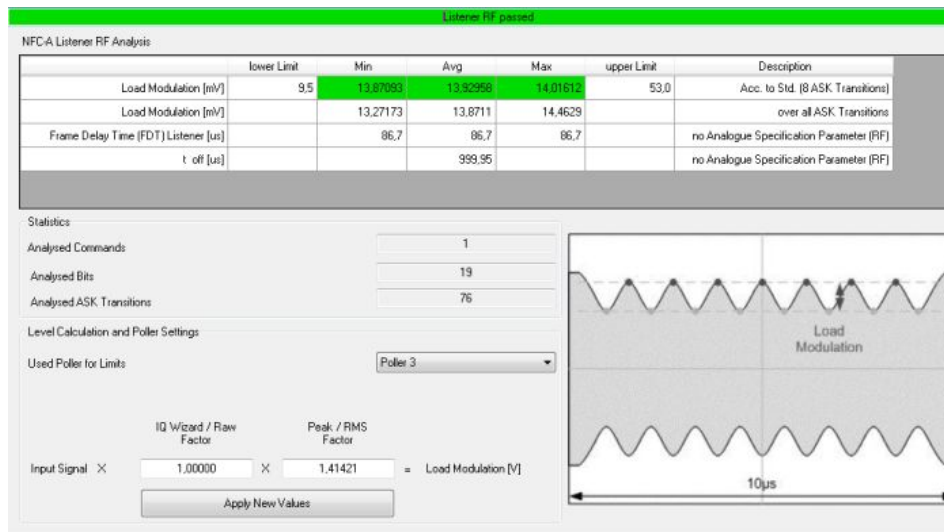 Listener RF passed
NFC-A Listener RF Analysis
lower Limit Min Avg Max upper Limit Description
Load Modulation [mV] 9,5 13,87093 13,92958 14,01612 53,0 Acc. to Std. (8 ASK Transitions)
Load Modulation [mV] 13,27173 13,8711 14,4629 over all ASK Transitions
Frame Delay Time (FDT) Listener [us] 86,7 86,7 86,7 no Analogue Specification Parameter (RF)
t off [us] 999,95 no Analogue Specification Parameter (RF)
Statistics
Analysed Commands 1
Analysed Bits 19
Analysed ASK Transitions 76
Level Calculation and Poller Settings
Used Poller for Limits Poller 3
IQ Wizard / Raw Factor
Peak / RMS Factor
Input Signal X 1,00000 X 1,41421 = Load Modulation [V]
Apply New Values
Load
Modulation
10µs